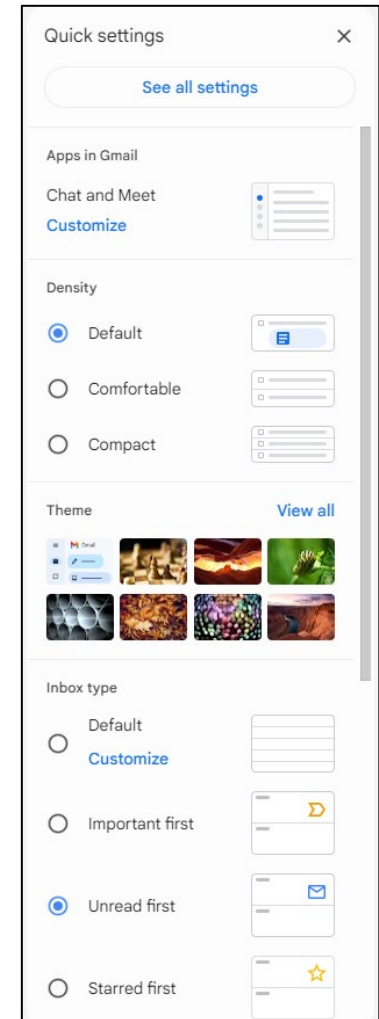 Quick settings
See all settings
Apps in Gmail
Chat and Meet
Customize
Density
Default
Comfortable
Compact
Theme
View all
Gmail
Inbox type
Default
Customize
Important first
Unread first
Starred first